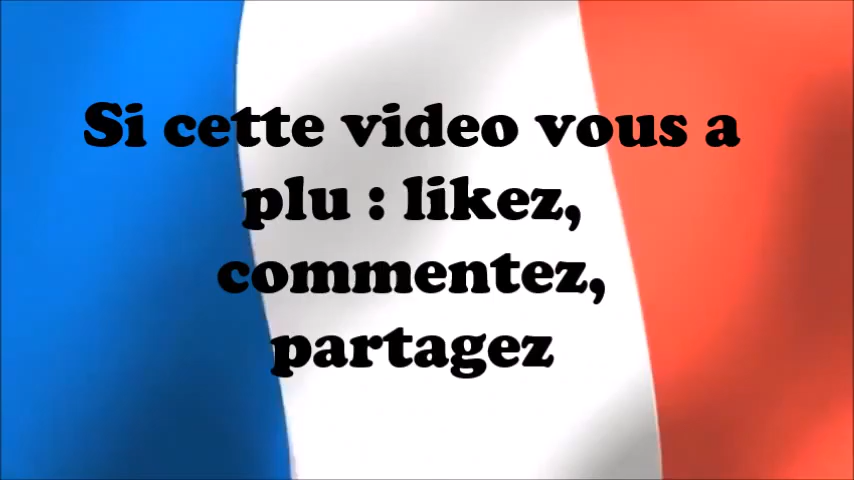 Si cette video vous a
plu : likez,
commentez,
partagez